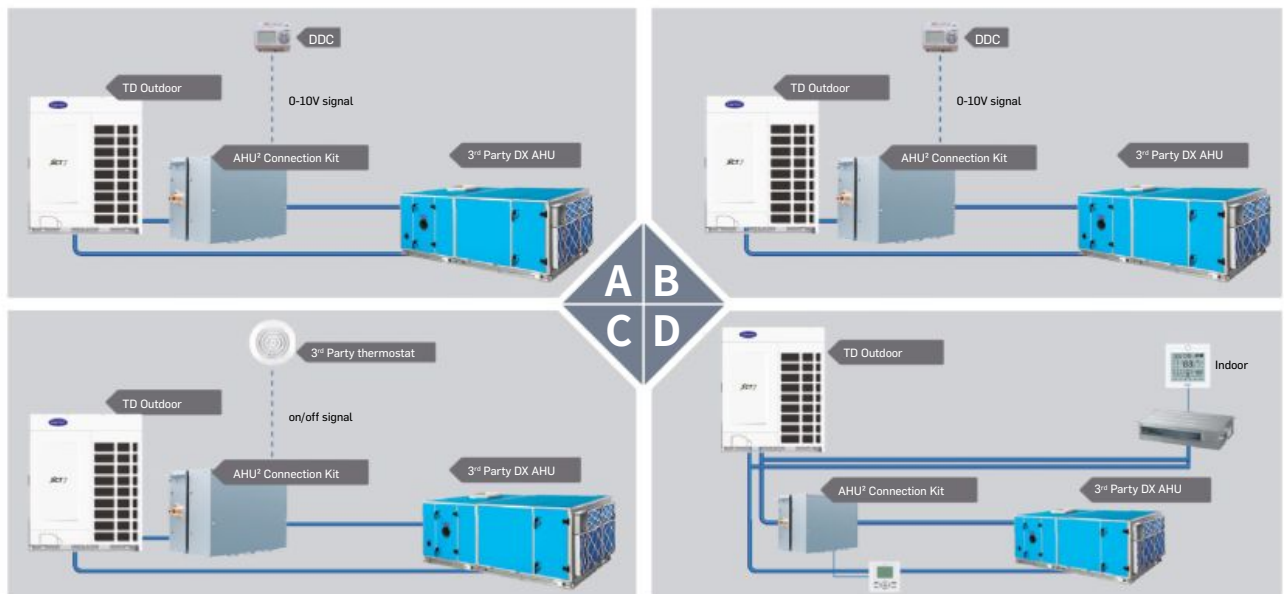 DDC
TD Outdoor
0-10V signal
AHU² Connection Kit
3rd Party DX AHU
DDC
TD Outdoor
0-10V signal
AHU² Connection Kit
3rd Party DX AHU
A B
C D
3rd Party thermostat
TD Outdoor
on/off signal
AHU² Connection Kit
3rd Party DX AHU
TD Outdoor
Indoor
AHU² Connection Kit
3rd Party DX AHU